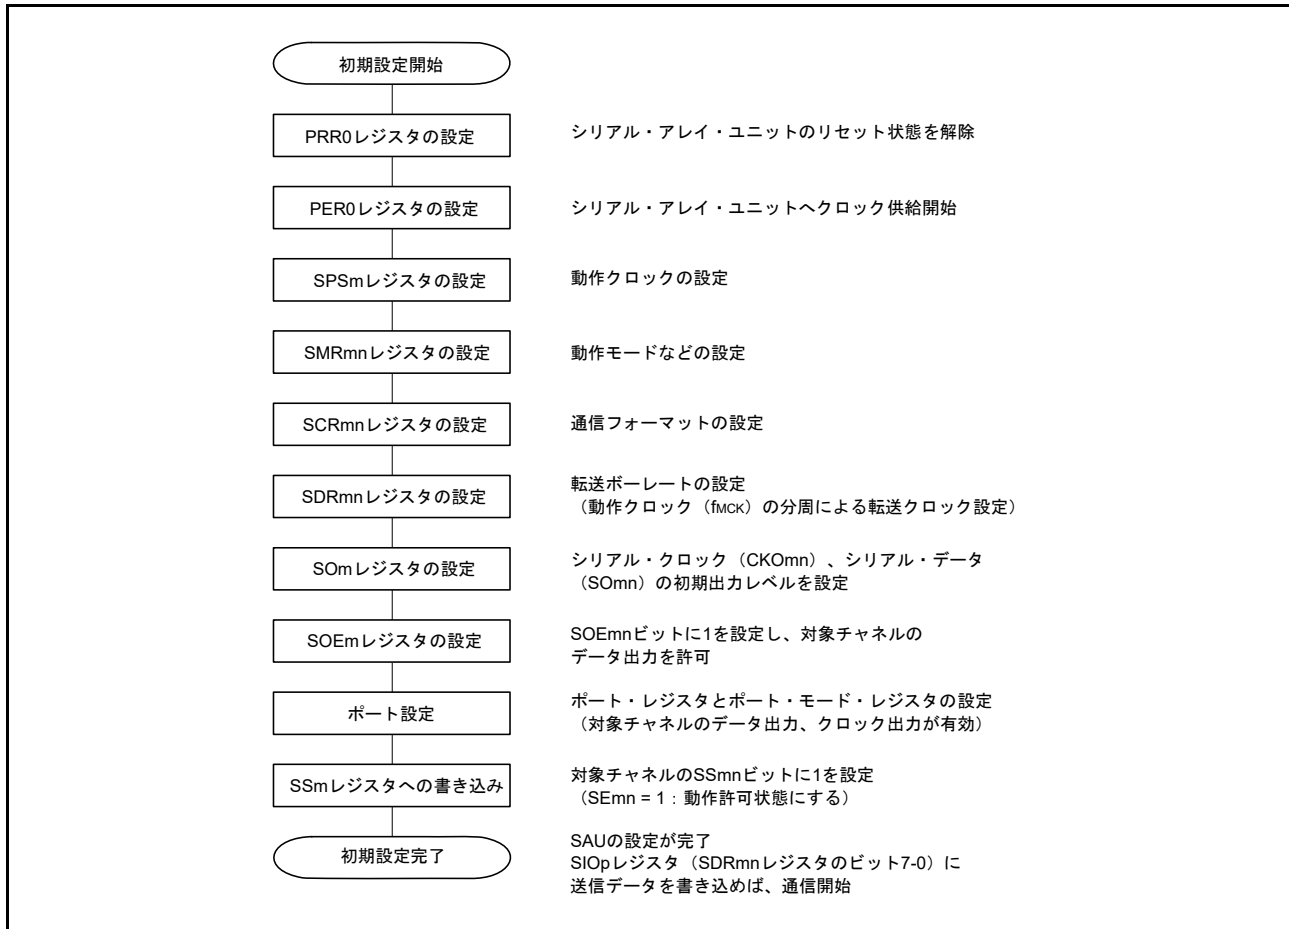 初期設定開始
PRR0レジスタの設定
シリアル・アレイ・ユニットのリセット状態を解除
PER0レジスタの設定
シリアル・アレイ・ユニットへクロック供給開始
SPSmレジスタの設定
動作クロックの設定
SMRmnレジスタの設定
動作モードなどの設定
SCRmnレジスタの設定
通信フォーマットの設定
SDRmnレジスタの設定
転送ボーレートの設定
（動作クロック（fMCK）の分周による転送クロック設定）
SOmレジスタの設定
シリアル・クロック（CKOmn）、シリアル・データ
（SOmn）の初期出力レベルを設定
SOEmレジスタの設定
SOEmnビットに1を設定し、対象チャネルの
データ出力を許可
ポート設定
ポート・レジスタとポート・モード・レジスタの設定
（対象チャネルのデータ出力、クロック出力が有効）
SSmレジスタへの書き込み
対象チャネルのSSmnビットに1を設定
（SEmn = 1 : 動作許可状態にする）
初期設定完了
SAUの設定が完了
SIOpレジスタ（SDRmnレジスタのビット7-0）に
送信データを書き込めば、通信開始